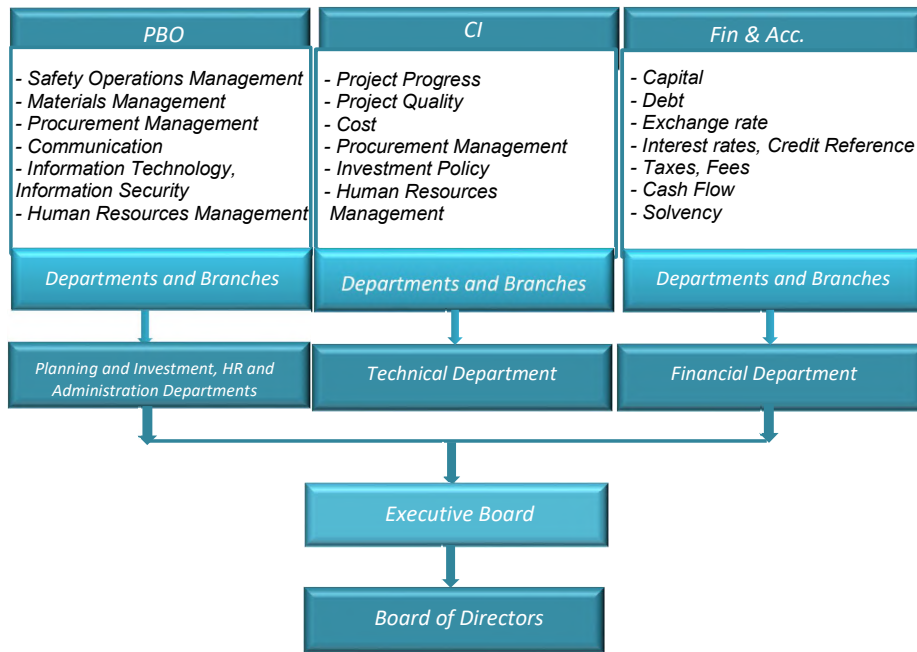 PBO
- Safety Operations Management
- Materials Management
- Procurement Management
- Communication
- Information Technology,
Information Security
- Human Resources Management
CI
- Project Progress
- Project Quality
- Cost
- Procurement Management
- Investment Policy
- Human Resources
Management
Fin & Acc.
- Capital
- Debt
- Exchange rate
- Interest rates, Credit Reference
- Taxes, Fees
- Cash Flow
- Solvency
Departments and Branches
Departments and Branches
Departments and Branches
Planning and Investment, HR and
Administration Departments
Technical Department
Financial Department
Executive Board
Board of Directors